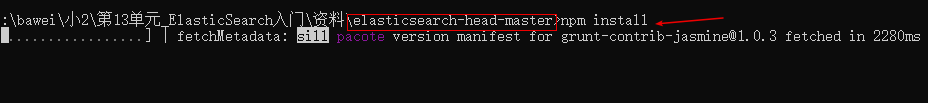 :\bawei\小2\第13单元_ElasticSearch入门\资料\elasticsearch-head-master>npm install
[.................] | fetchMetadata: sill pacote version manifest for grunt-contrib-jasmine@1.0.3 fetched in 2280ms